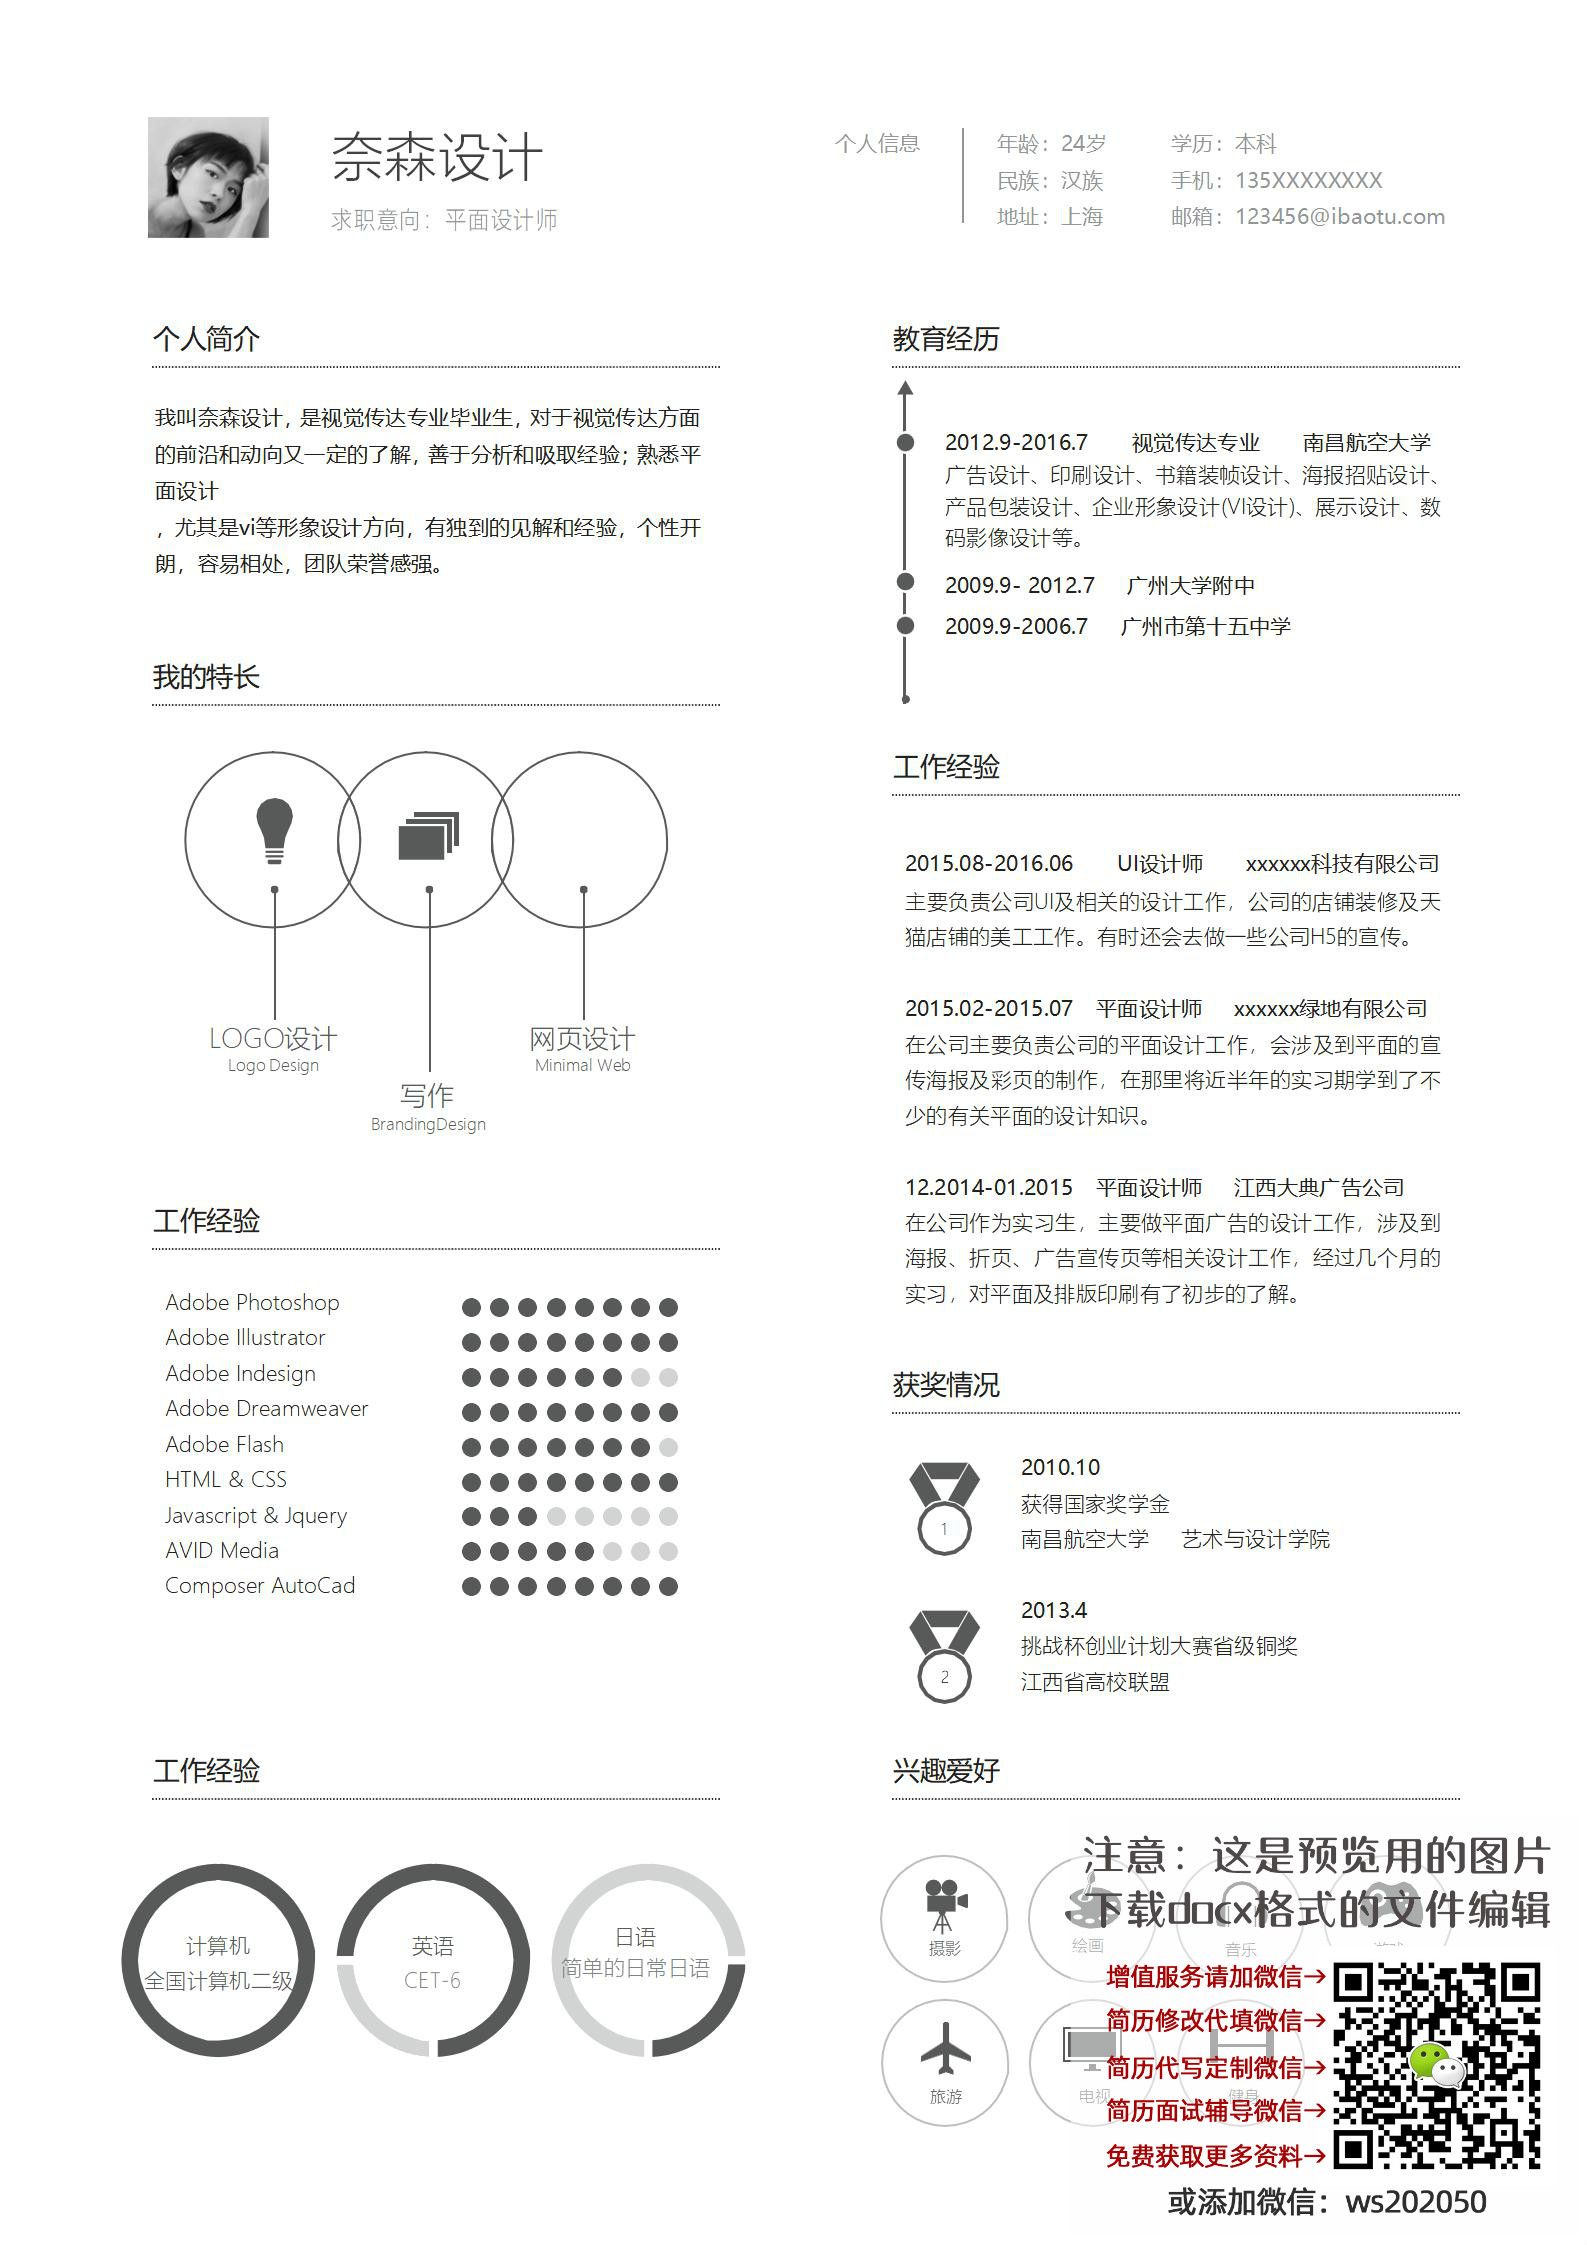 奈森设计
求职意向：平面设计师
个人信息
年龄：24岁
学历：本科
民族：汉族
手机：135XXXXXXXX
地址：上海
邮箱：123456@ibaotu.com
个人简介
我叫奈森设计，是视觉传达专业毕业生，对于视觉传达方面
的前沿和动向又一定的了解，善于分析和吸取经验；熟悉平
面设计
，尤其是vi等形象设计方向，有独到的见解和经验，个性开
朗，容易相处，团队荣誉感强。
我的特长
LOGO设计
Logo Design
写作
BrandingDesign
网页设计
Minimal Web
工作经验
Adobe Photoshop
Adobe Illustrator
Adobe Indesign
Adobe Dreamweaver
Adobe Flash
HTML & CSS
Javascript & Jquery
AVID Media
Composer AutoCad
工作经验
计算机
全国计算机二级
英语
CET-6
日语
简单的日常日语
教育经历
2012.9-2016.7 视觉传达专业 南昌航空大学
广告设计、印刷设计、书籍装帧设计、海报招贴设计、
产品包装设计、企业形象设计(VI设计)、展示设计、数
码影像设计等。
2009.9- 2012.7 广州大学附中
2009.9-2006.7 广州市第十五中学
工作经验
2015.08-2016.06 UI设计师 xxxxxx科技有限公司
主要负责公司UI及相关的设计工作，公司的店铺装修及天
猫店铺的美工工作。有时还会去做一些公司H5的宣传。
2015.02-2015.07 平面设计师 xxxxxx绿地有限公司
在公司主要负责公司的平面设计工作，会涉及到平面的宣
传海报及彩页的制作，在那里将近半年的实习期学到了不
少的有关平面的设计知识。
12.2014-01.2015 平面设计师 江西大典广告公司
在公司作为实习生，主要做平面广告的设计工作，涉及到
海报、折页、广告宣传页等相关设计工作，经过几个月的
实习，对平面及排版印刷有了初步的了解。
获奖情况
1
2010.10
获得国家奖学金
南昌航空大学 艺术与设计学院
2
2013.4
挑战杯创业计划大赛省级铜奖
江西省高校联盟
兴趣爱好
摄影
绘画
音乐
旅游
电视
健身
注意：这是预览用的图片
下载docx格式的文件编辑
增值服务请加微信→
简历修改代填微信→
简历代写定制微信→
简历面试辅导微信→
免费获取更多资料→
或添加微信：ws202050